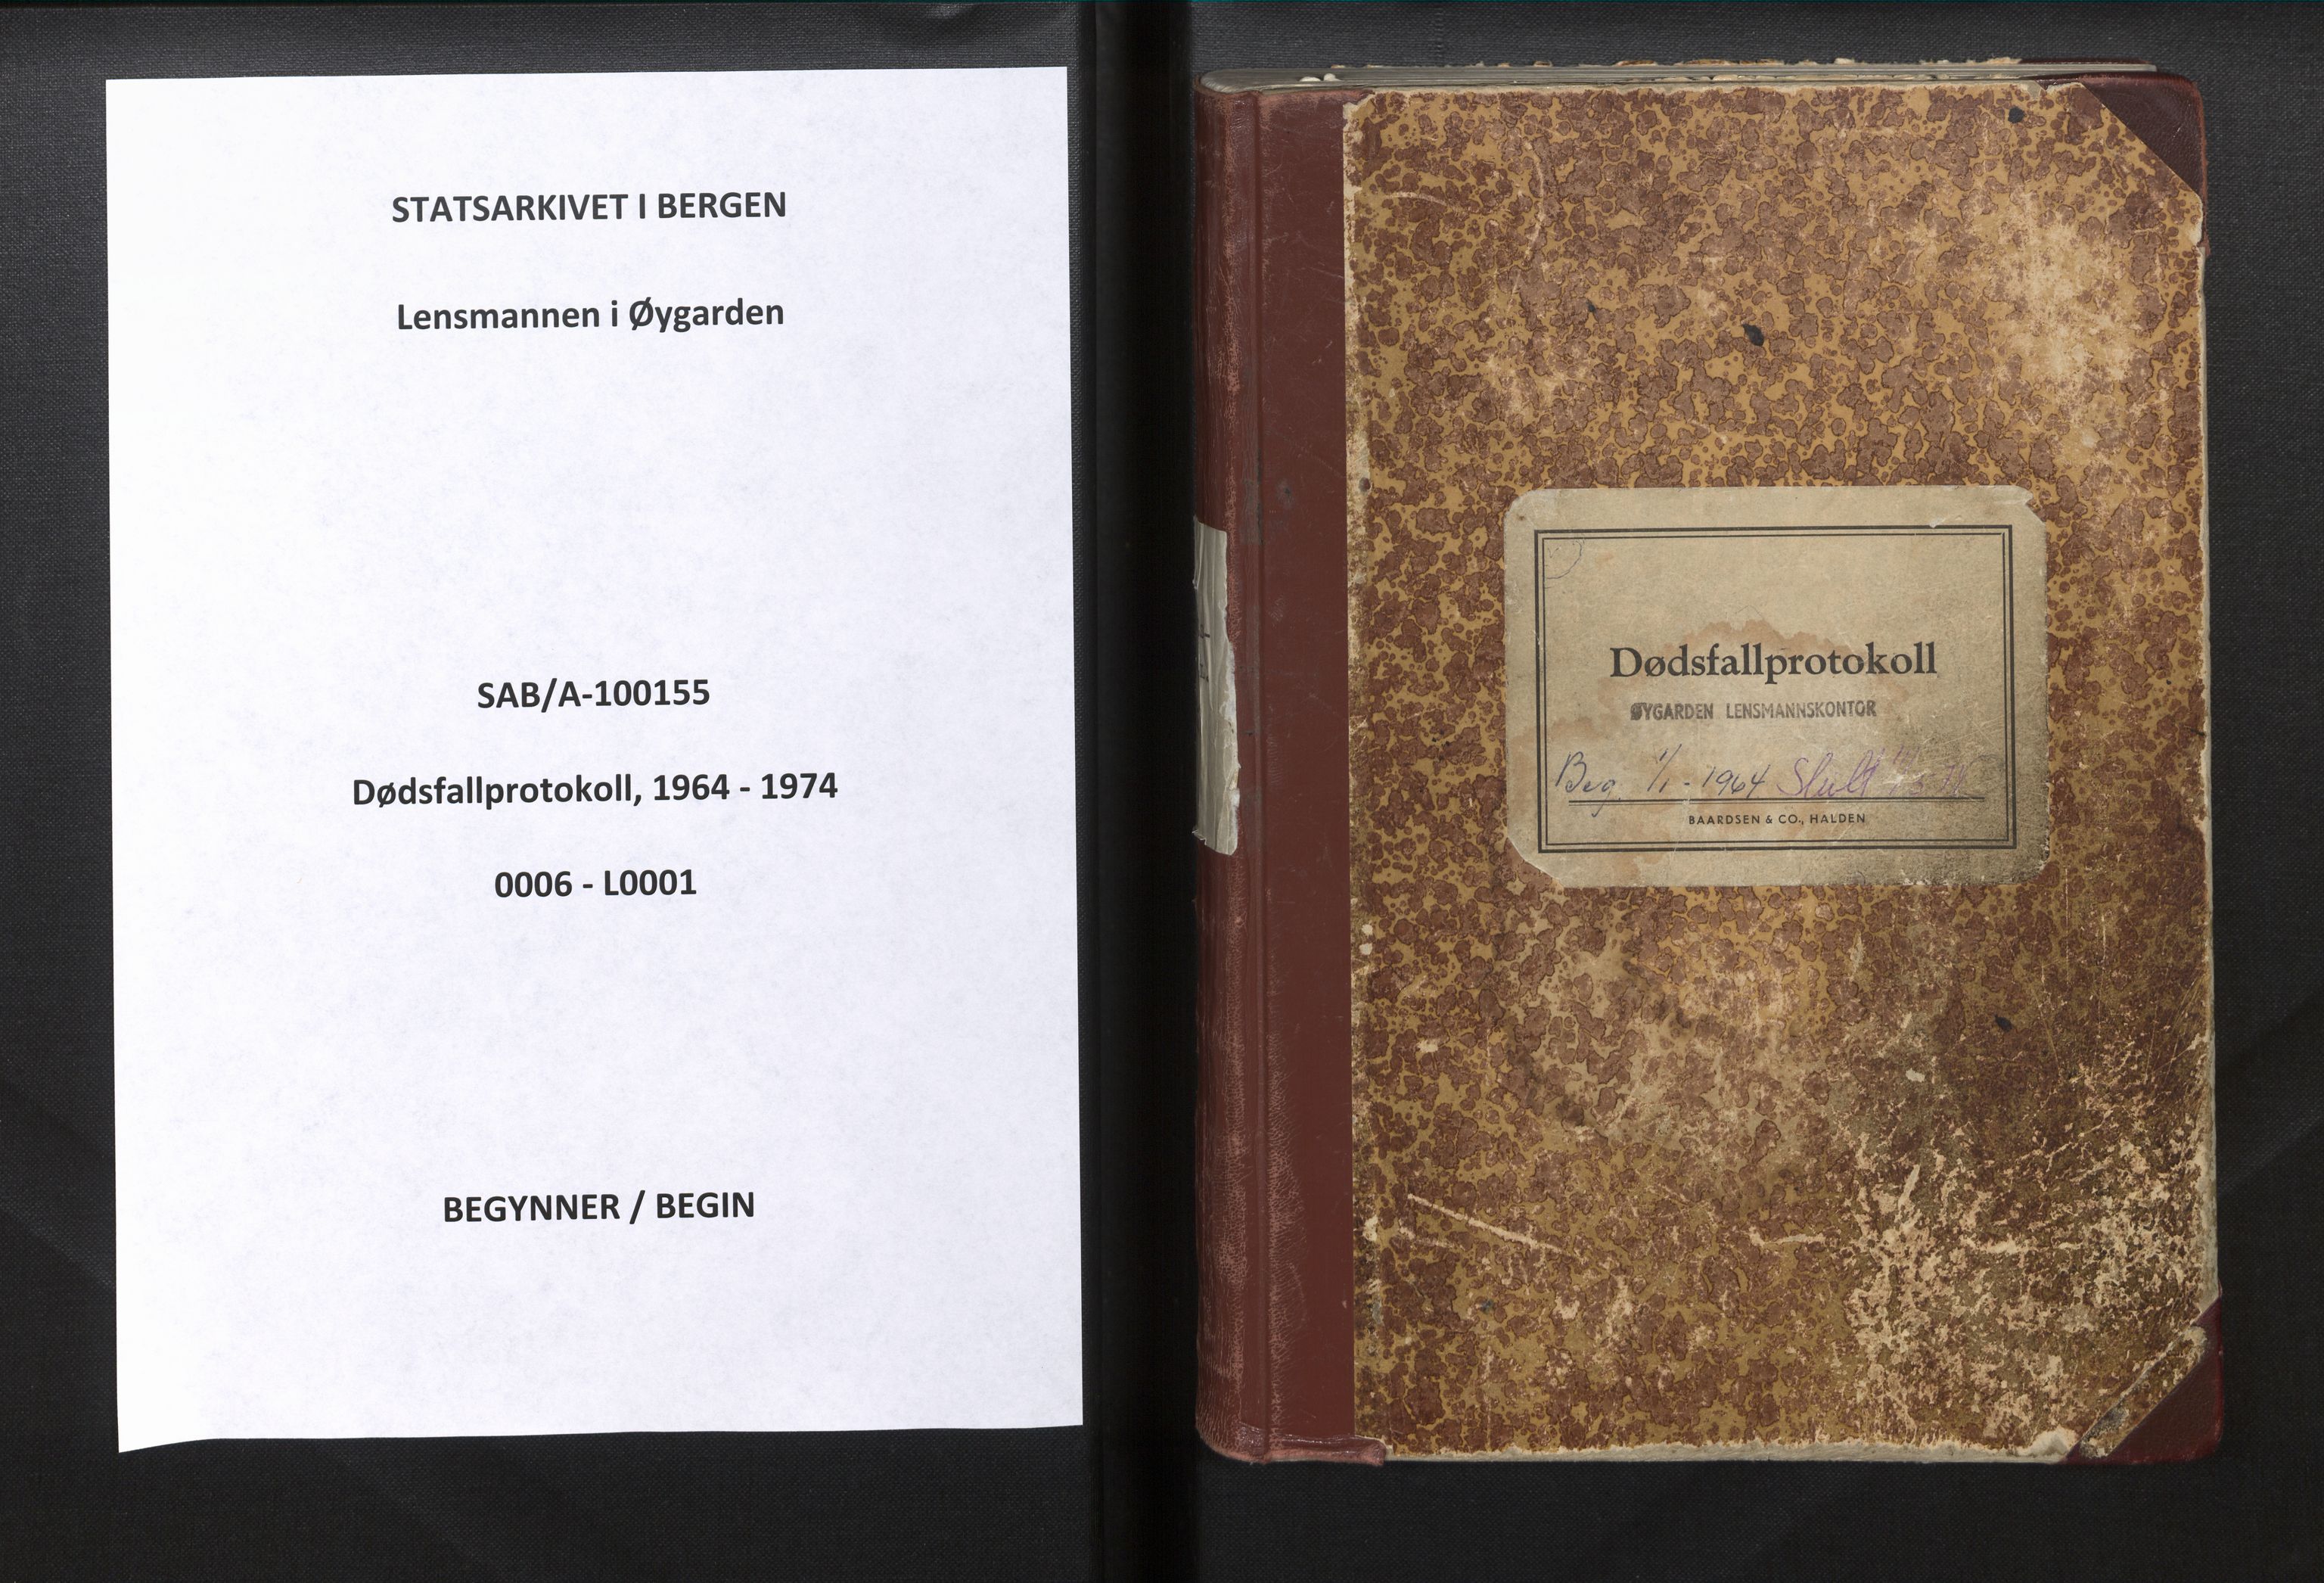 STATSARKIVET I BERGEN
Lensmannen i Øygarden
SAB/A-100155
Dødsfallprotokoll, 1964 - 1974
0006 - L0001
BEGYNNER / BEGIN
Dødsfallprotokoll
ØYGARDEN LENSMANNSKONTOR
Beg. 1/1 - 1964 Slutt
BAARDSEN & CO., HALDEN